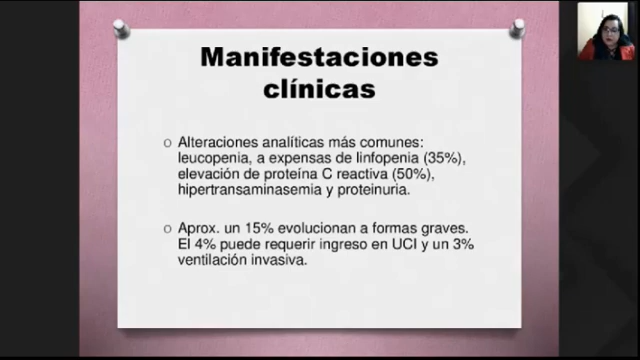 Manifestaciones
clínicas
o Alteraciones analíticas más comunes:
leucopenia, a expensas de linfopenia (35%),
elevación de proteína C reactiva (50%),
hipertransaminasemia y proteinuria.
o Aprox. un 15% evolucionan a formas graves.
El 4% puede requerir ingreso en UCI y un 3%
ventilación invasiva.